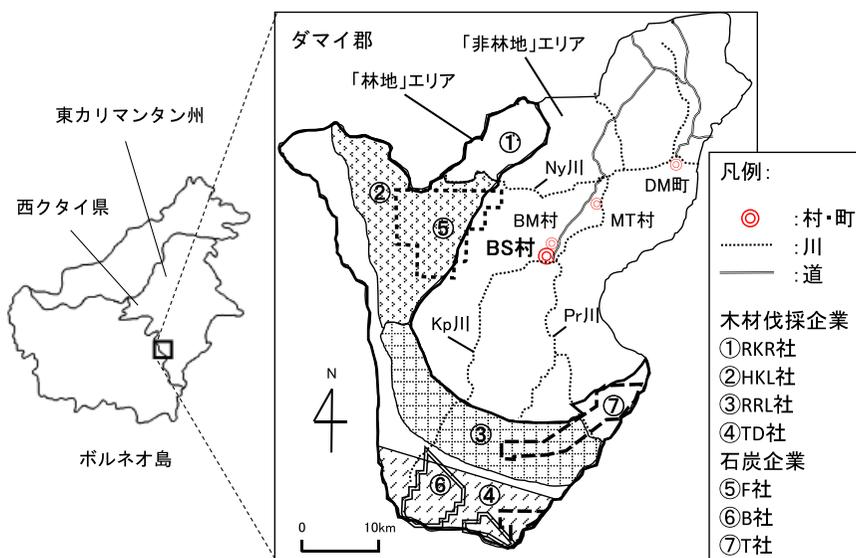 ダマイ郡
「非林地」エリア
「林地」エリア
東カリマンタン州
西クタイ県
ボルネオ島
①
②
⑤
Ny川
DM町
BM村
MT村
BS村
Kp川
Pr川
N
⑦
③
⑥
④
0 10km
凡例:
:村・町
:川
:道
木材伐採企業
①RKR社
②HKL社
③RRL社
④TD社
石炭企業
⑤F社
⑥B社
⑦T社